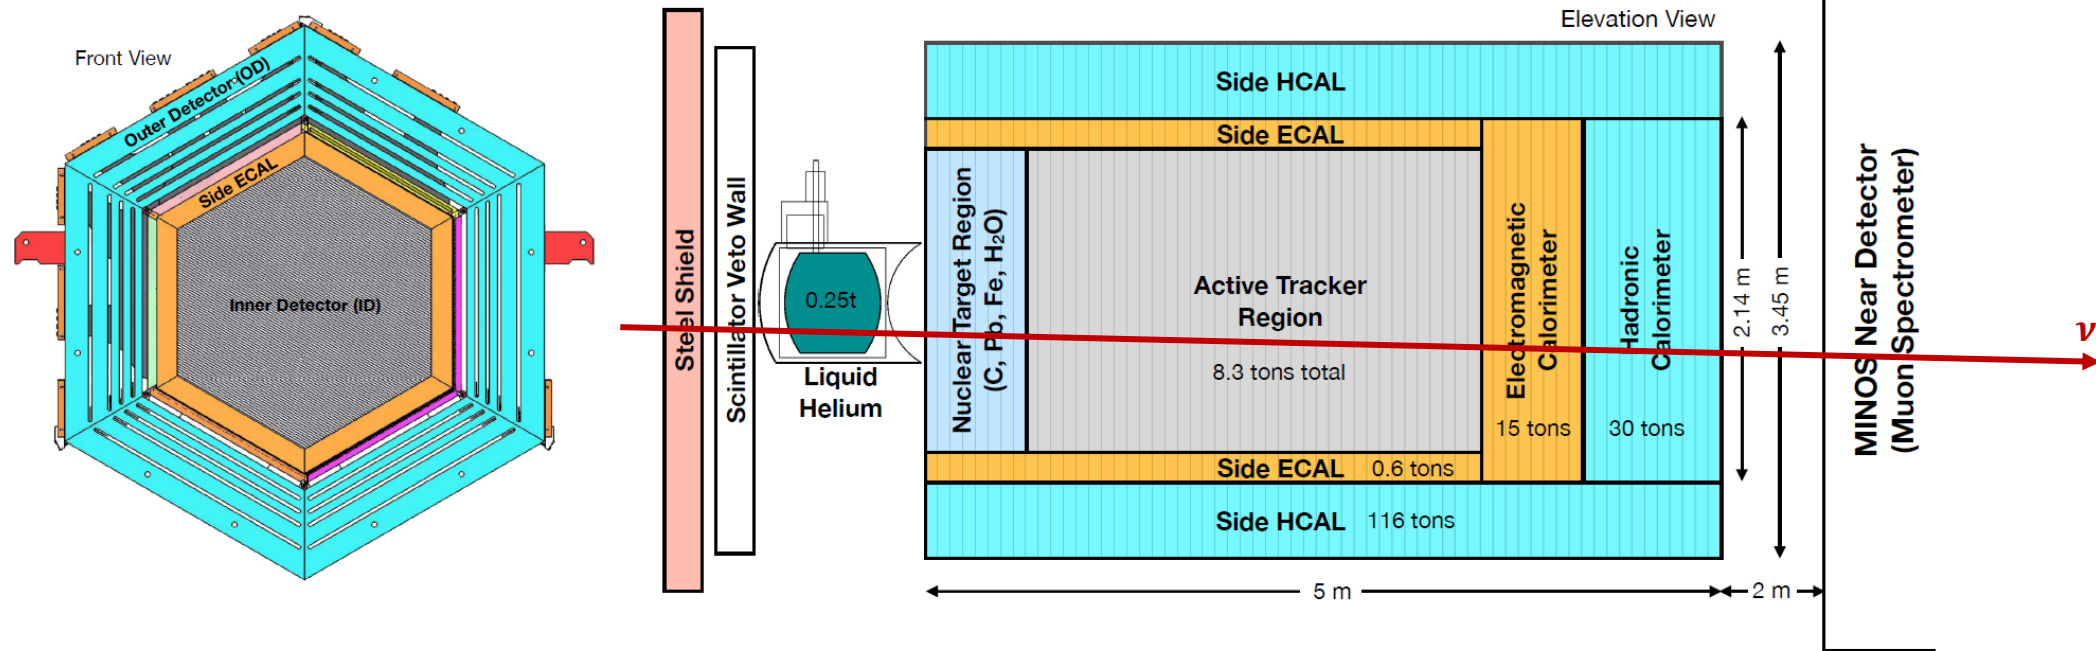 Front View
Outer Detector (OD)
Side ECAL
Inner Detector (ID)
Elevation View
Steel Shield
Scintillator Veto Wall
0.25t
Liquid
Helium
Side HCAL
Side ECAL
Nuclear Target Region
(C, Pb, Fe, H₂O)
Active Tracker
Region
8.3 tons total
Electromagnetic
Calorimeter
15 tons
Hadronic
Calorimeter
30 tons
Side ECAL 0.6 tons
Side HCAL 116 tons
5 m
2 m
2.14 m
3.45 m
MINOS Near Detector
(Muon Spectrometer)
ν